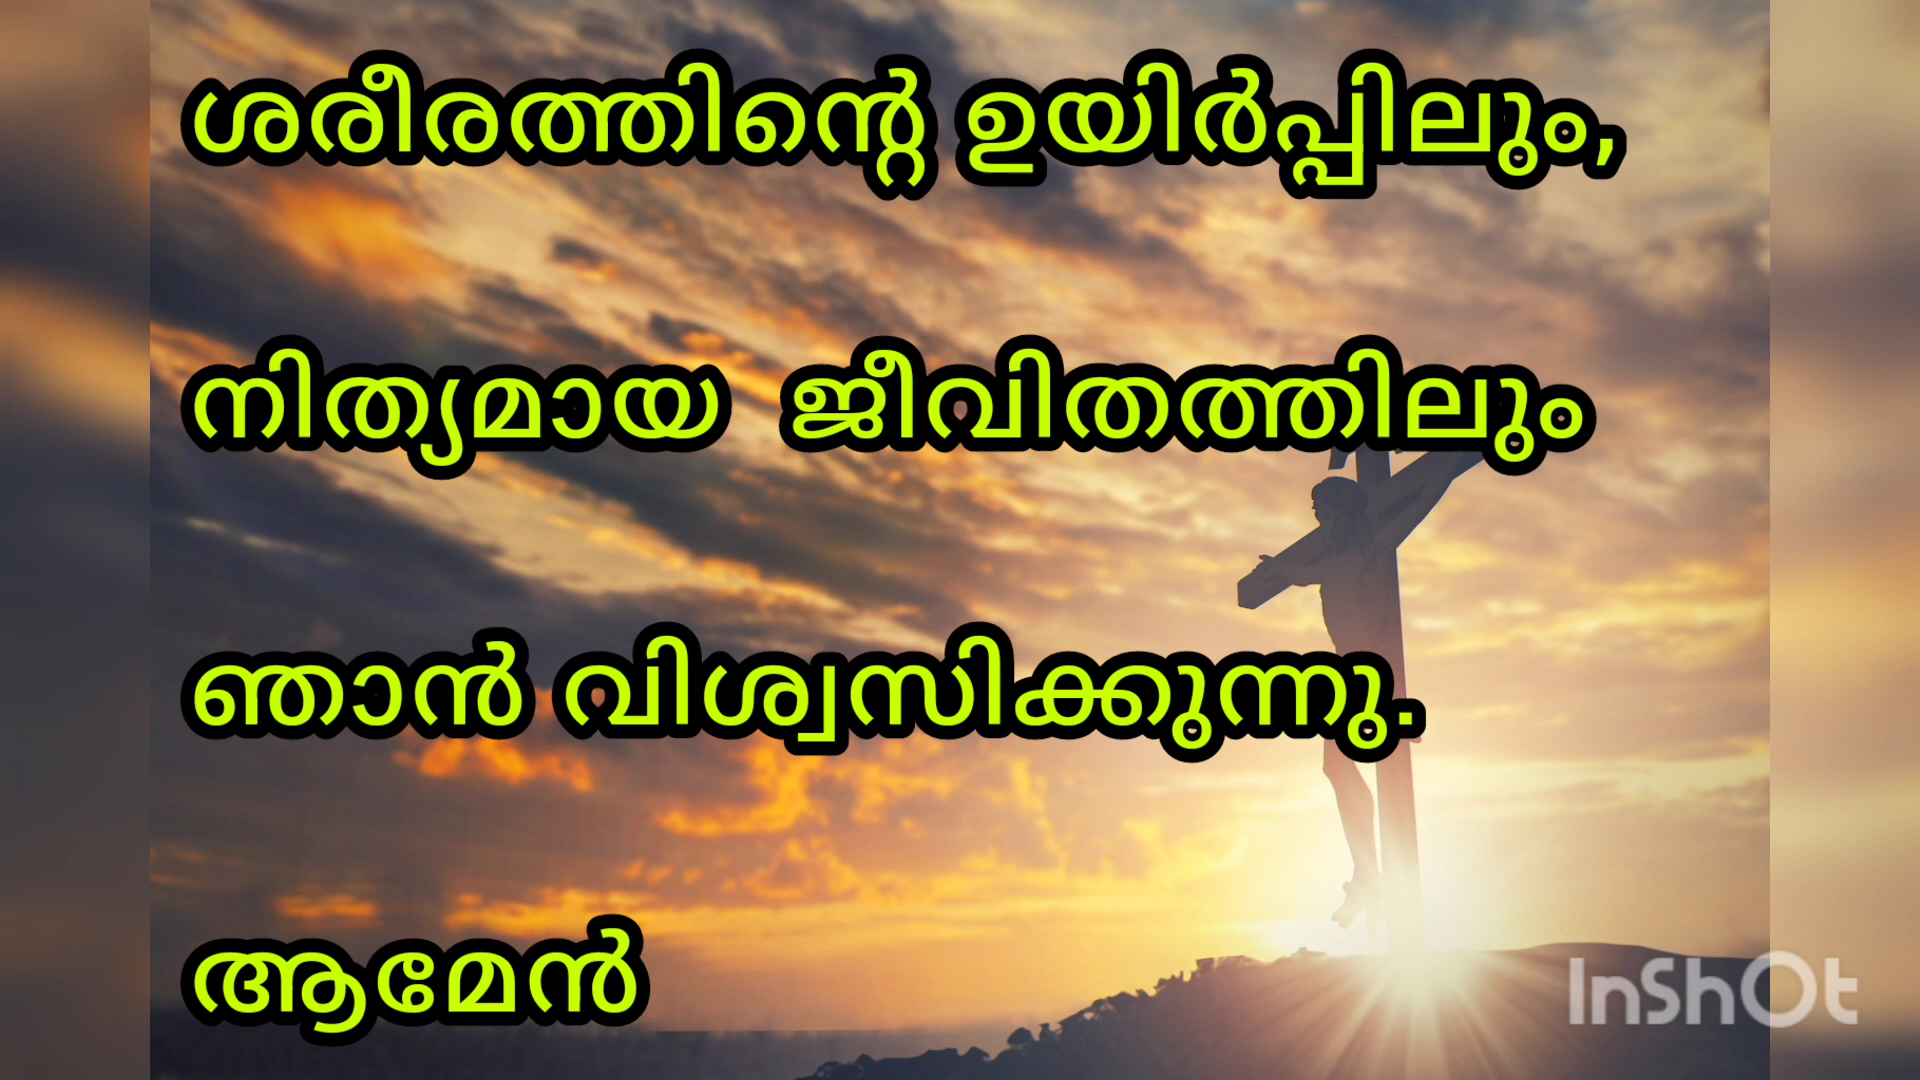 ശരീരത്തിന്റെ ഉയിർപ്പിലും,
നിത്യമായ ജീവിതത്തിലും
ഞാൻ വിശ്വസിക്കുന്നു.
ആമേൻ
InShOt